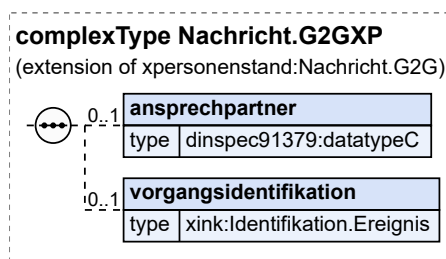 complexType Nachricht.G2GXP
(extension of xpersonenstand:Nachricht.G2G)
0..1 ansprechpartner
type dinspec91379:datatypeC
0..1 vorgangsidentifikation
type xink:Identifikation.Ereignis